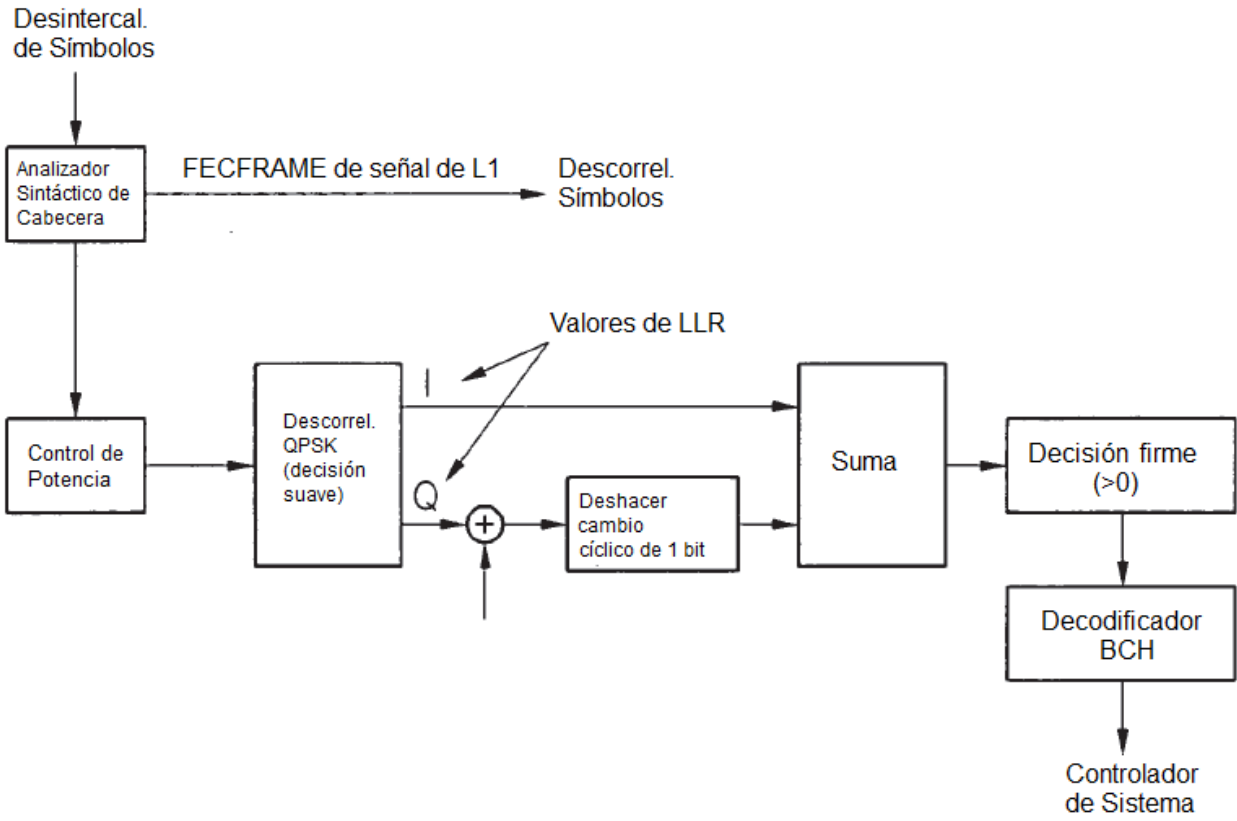 Desintercal.
de Símbolos
Analizador
Sintáctico de
Cabecera
FECFRAME de señal de L1
Descorrel.
Símbolos
Valores de LLR
Control de
Potencia
Descorrel.
QPSK
(decisión
suave)
I
Q
+
Deshacer
cambio
cíclico de 1 bit
Suma
Decisión firme
(>0)
Decodificador
BCH
Controlador
de Sistema